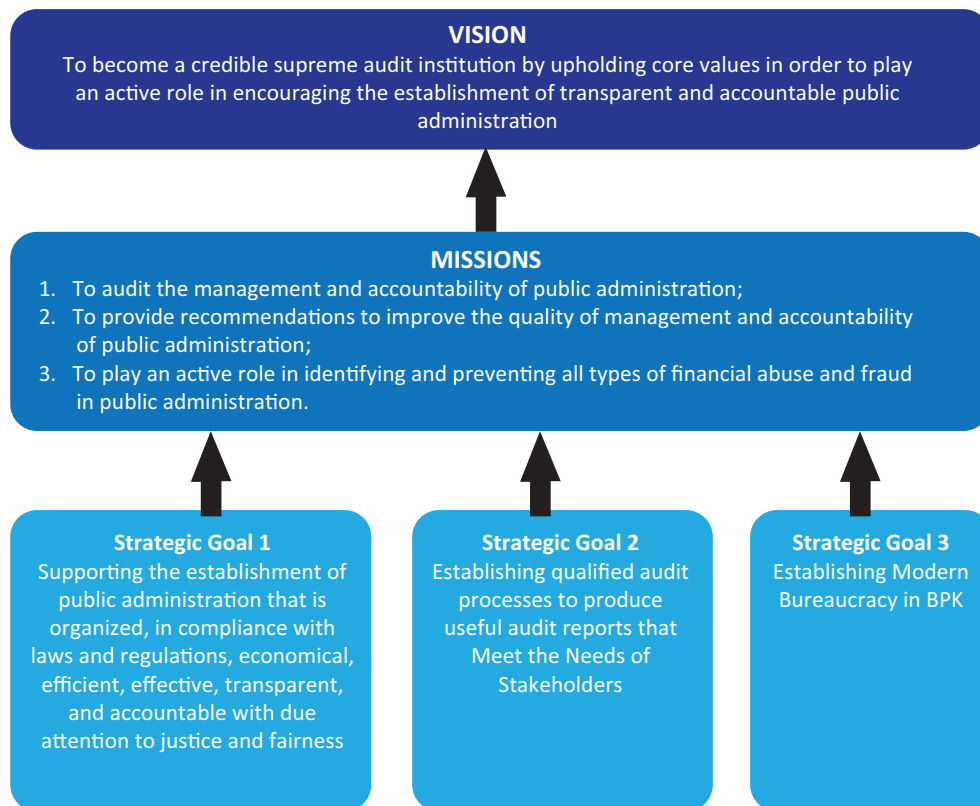 VISION
To become a credible supreme audit institution by upholding core values in order to play
an active role in encouraging the establishment of transparent and accountable public
administration
MISSIONS
1. To audit the management and accountability of public administration;
2. To provide recommendations to improve the quality of management and accountability
of public administration;
3. To play an active role in identifying and preventing all types of financial abuse and fraud
in public administration.
Strategic Goal 1
Supporting the establishment of
public administration that is
organized, in compliance with
laws and regulations, economical,
efficient, effective, transparent,
and accountable with due
attention to justice and fairness
Strategic Goal 2
Establishing qualified audit
processes to produce
useful audit reports that
Meet the Needs of
Stakeholders
Strategic Goal 3
Establishing Modern
Bureaucracy in BPK